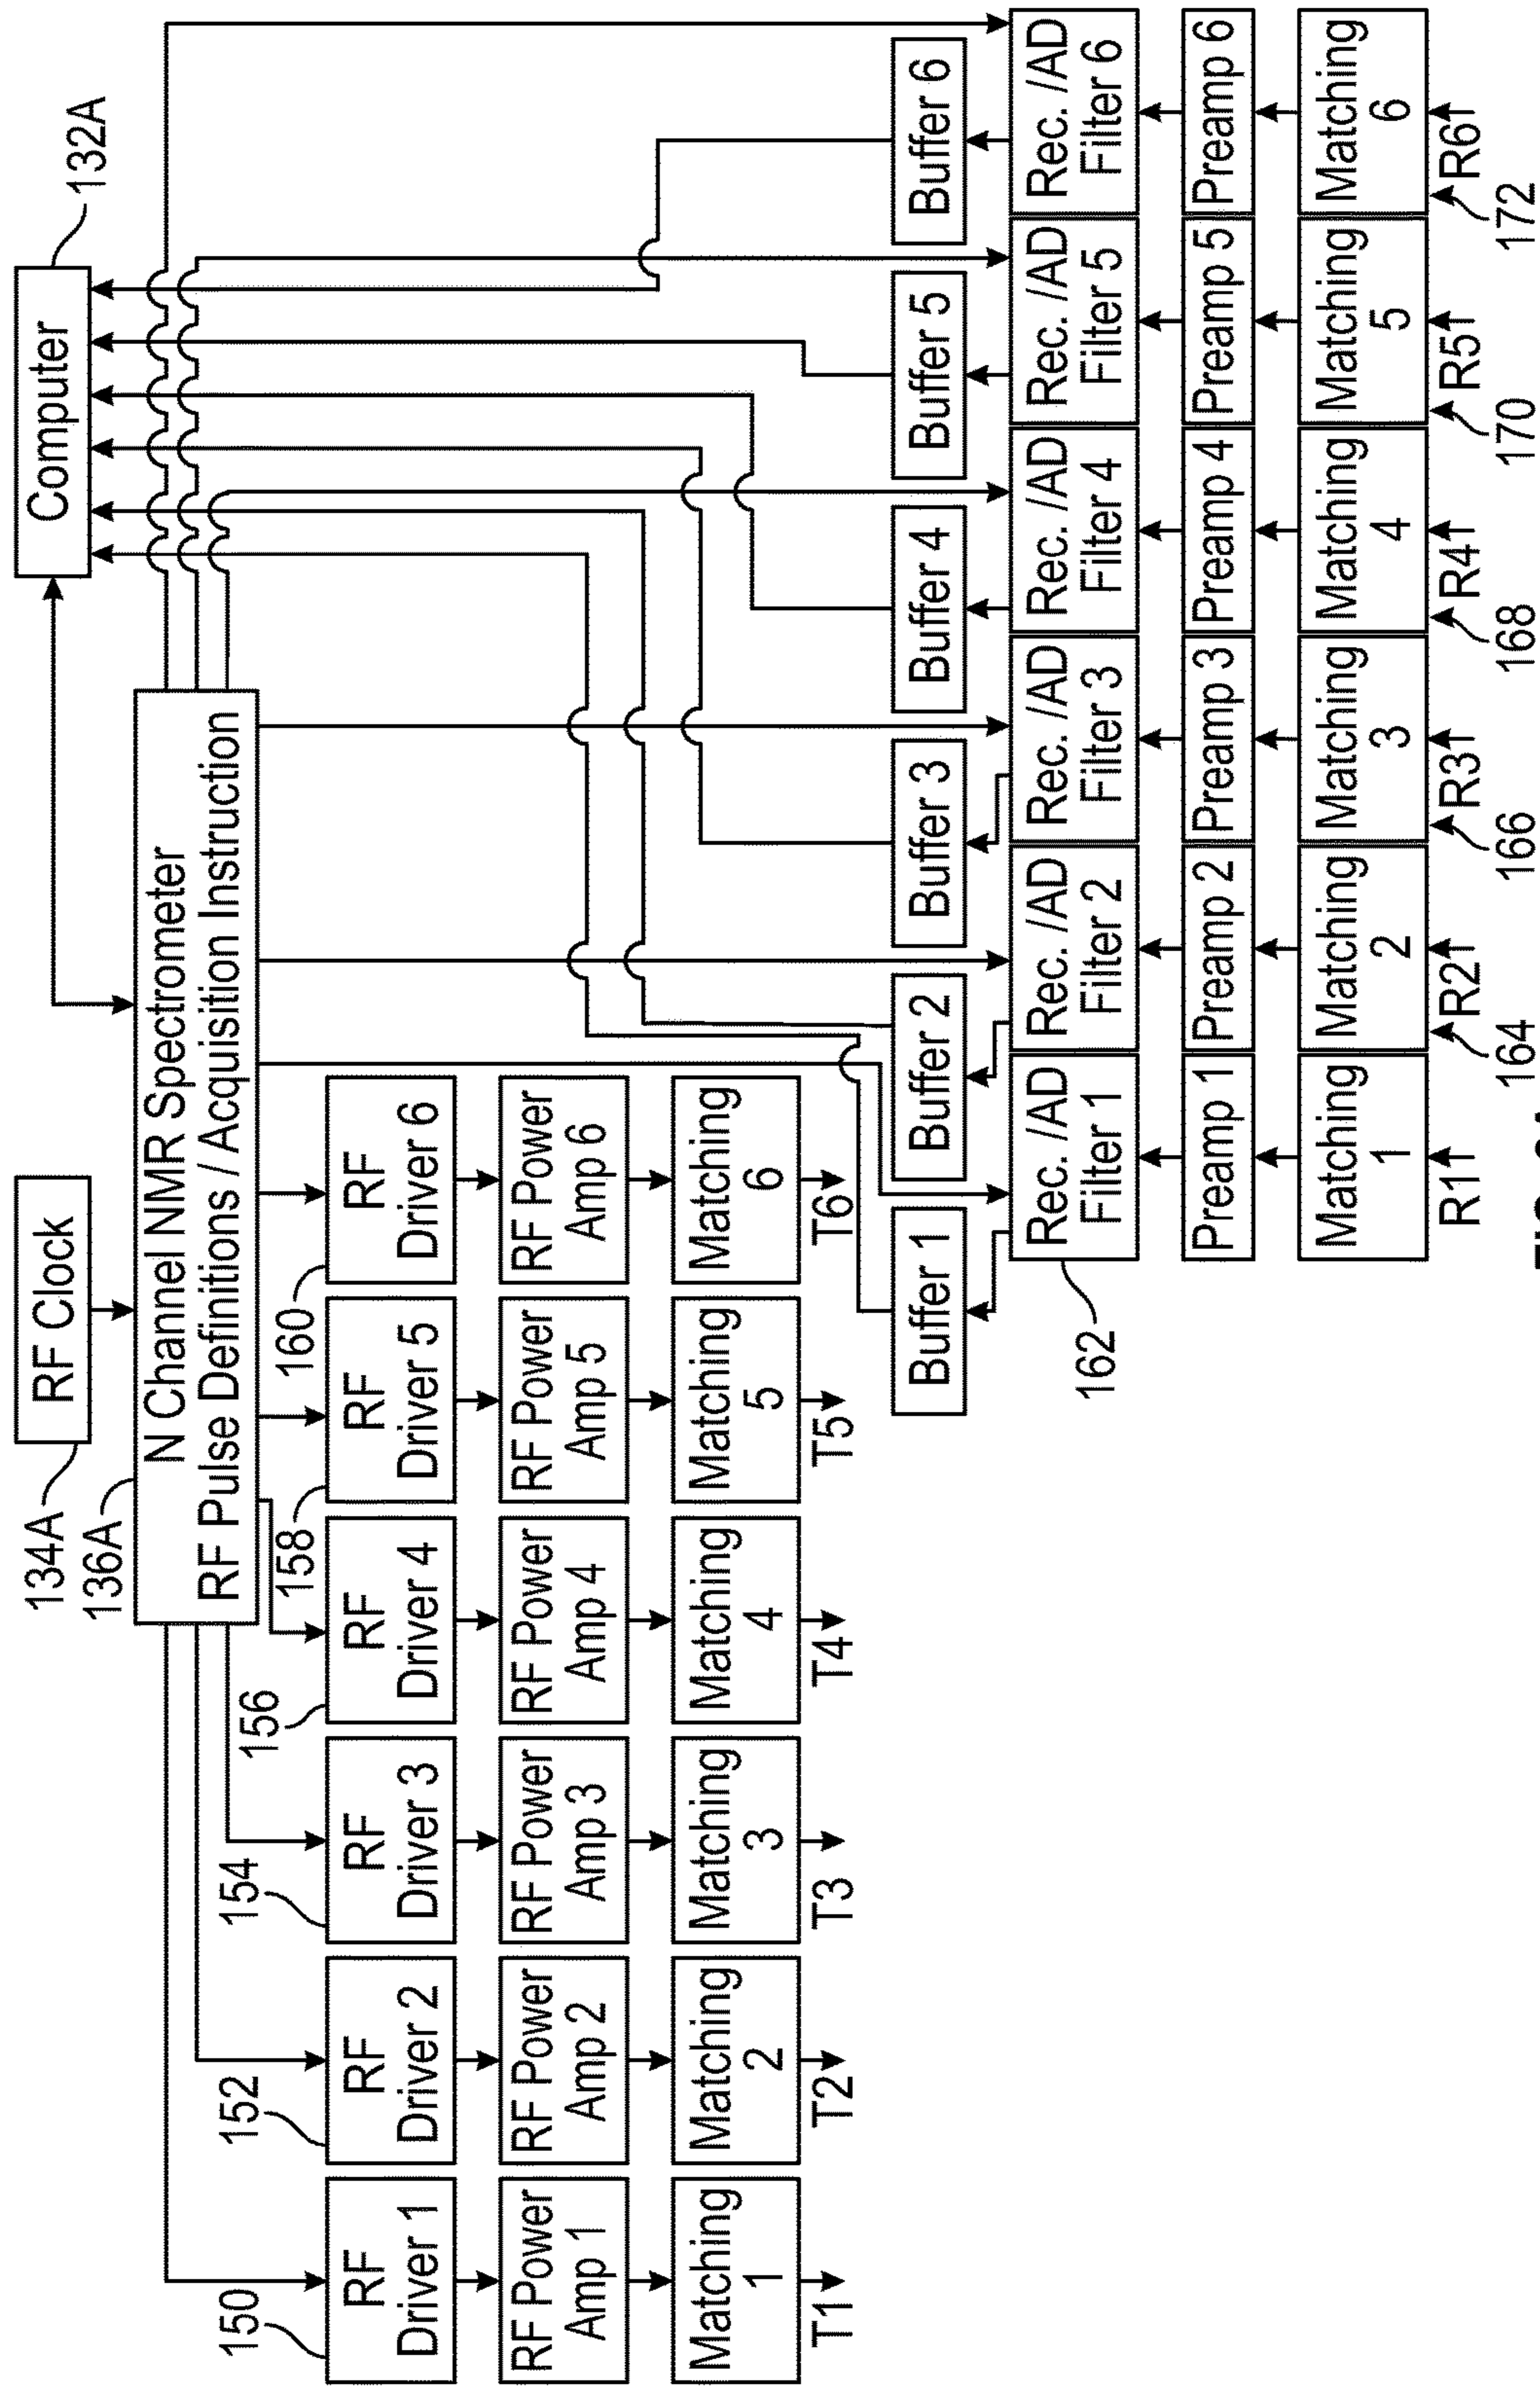 134A
RF Clock
Computer
132A
136A
N Channel NMR Spectrometer
RF Pulse Definitions / Acquisition Instruction
150
152
154
156
158
160
RF
Driver 1
RF
Driver 2
RF
Driver 3
RF
Driver 4
RF
Driver 5
RF
Driver 6
RF Power
Amp 1
RF Power
Amp 2
RF Power
Amp 3
RF Power
Amp 4
RF Power
Amp 5
RF Power
Amp 6
Matching
1
Matching
2
Matching
3
Matching
4
Matching
5
Matching
6
T1
T2
T3
T4
T5
T6
Buffer 1
Buffer 2
Buffer 3
Buffer 4
Buffer 5
Buffer 6
162
Rec. /AD
Filter 1
Rec. /AD
Filter 2
Rec. /AD
Filter 3
Rec. /AD
Filter 4
Rec. /AD
Filter 5
Rec. /AD
Filter 6
Preamp 1
Preamp 2
Preamp 3
Preamp 4
Preamp 5
Preamp 6
Matching
1
Matching
2
Matching
3
Matching
4
Matching
5
Matching
6
R1
R2
R3
R4
R5
R6
164
166
168
170
172